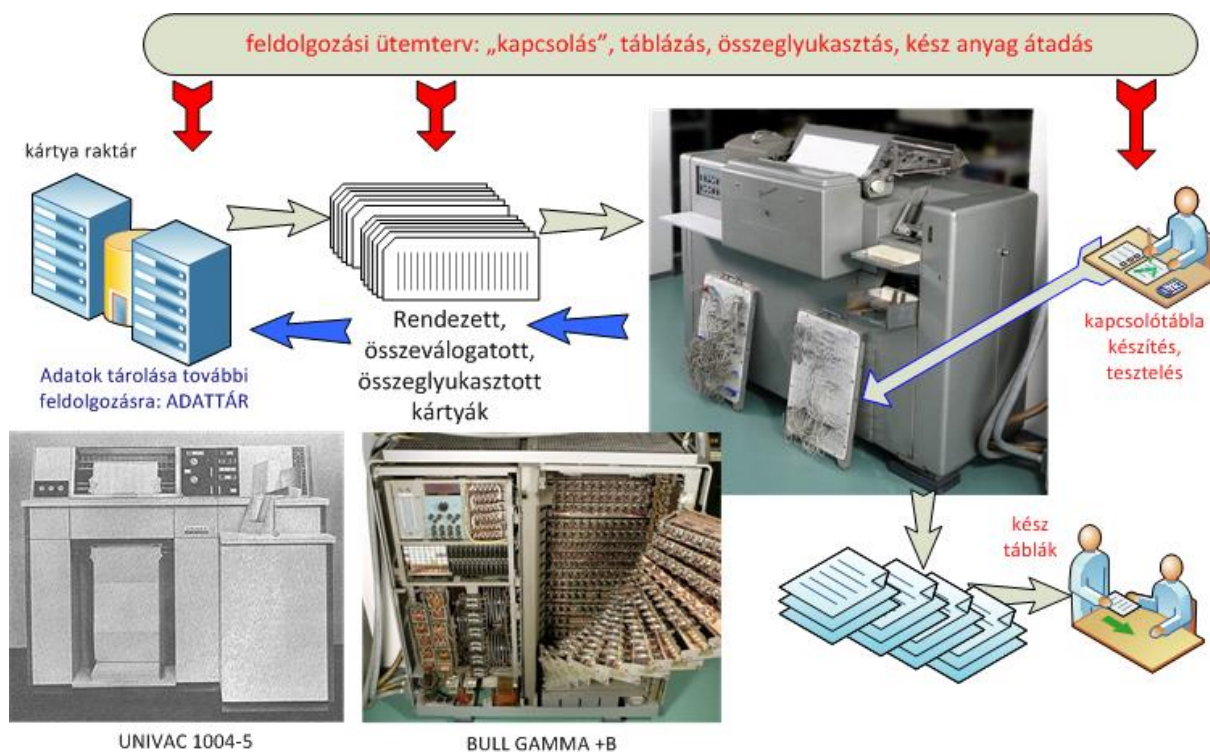 feldolgozási ütemterv: „kapcsolás”, táblázás, összeglyukasztás, kész anyag átadás
kártya raktár
Rendezett,
összeválogatott,
összeglyukasztott
kártyák
Adatok tárolása további
feldolgozásra: ADATTÁR
kapcsolótábla
készítés,
tesztelés
kész
táblák
UNIVAC 1004-5
BULL GAMMA +B